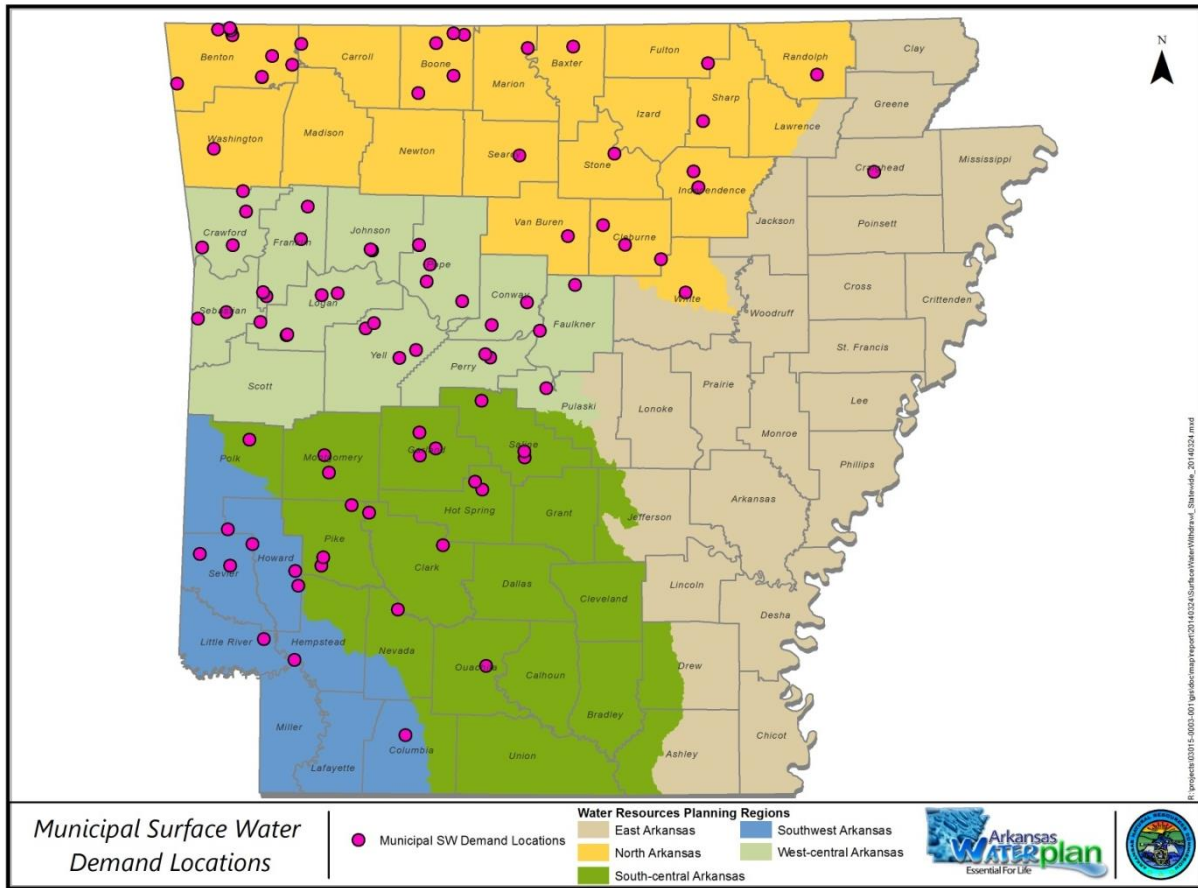 N
Benton
Carroll
Boone
Marion
Baxter
Fulton
Randolph
Clay
Sharp
Izard
Greene
Lawrence
Washington
Madison
Newton
Searcy
Stone
Independence
Craighead
Mississippi
Jackson
Poinsett
Van Buren
Cleburne
Crawford
Franklin
Johnson
Pope
White
Conway
Faulkner
Woodruff
Cross
Crittenden
Sebastian
Logan
St. Francis
Yell
Perry
Scott
Pulaski
Lonoke
Prairie
Lee
Monroe
Phillips
Polk
Montgomery
Garland
Saline
Hot Spring
Grant
Jefferson
Arkansas
Howard
Pike
Sevier
Clark
Dallas
Cleveland
Lincoln
Desha
Little River
Hempstead
Nevada
Ouachita
Calhoun
Drew
Bradley
Miller
Columbia
Lafayette
Union
Ashley
Chicot
Municipal Surface Water
Demand Locations
Municipal SW Demand Locations
Water Resources Planning Regions
East Arkansas
North Arkansas
South-central Arkansas
Southwest Arkansas
West-central Arkansas
Arkansas
WATERplan
Essential For Life